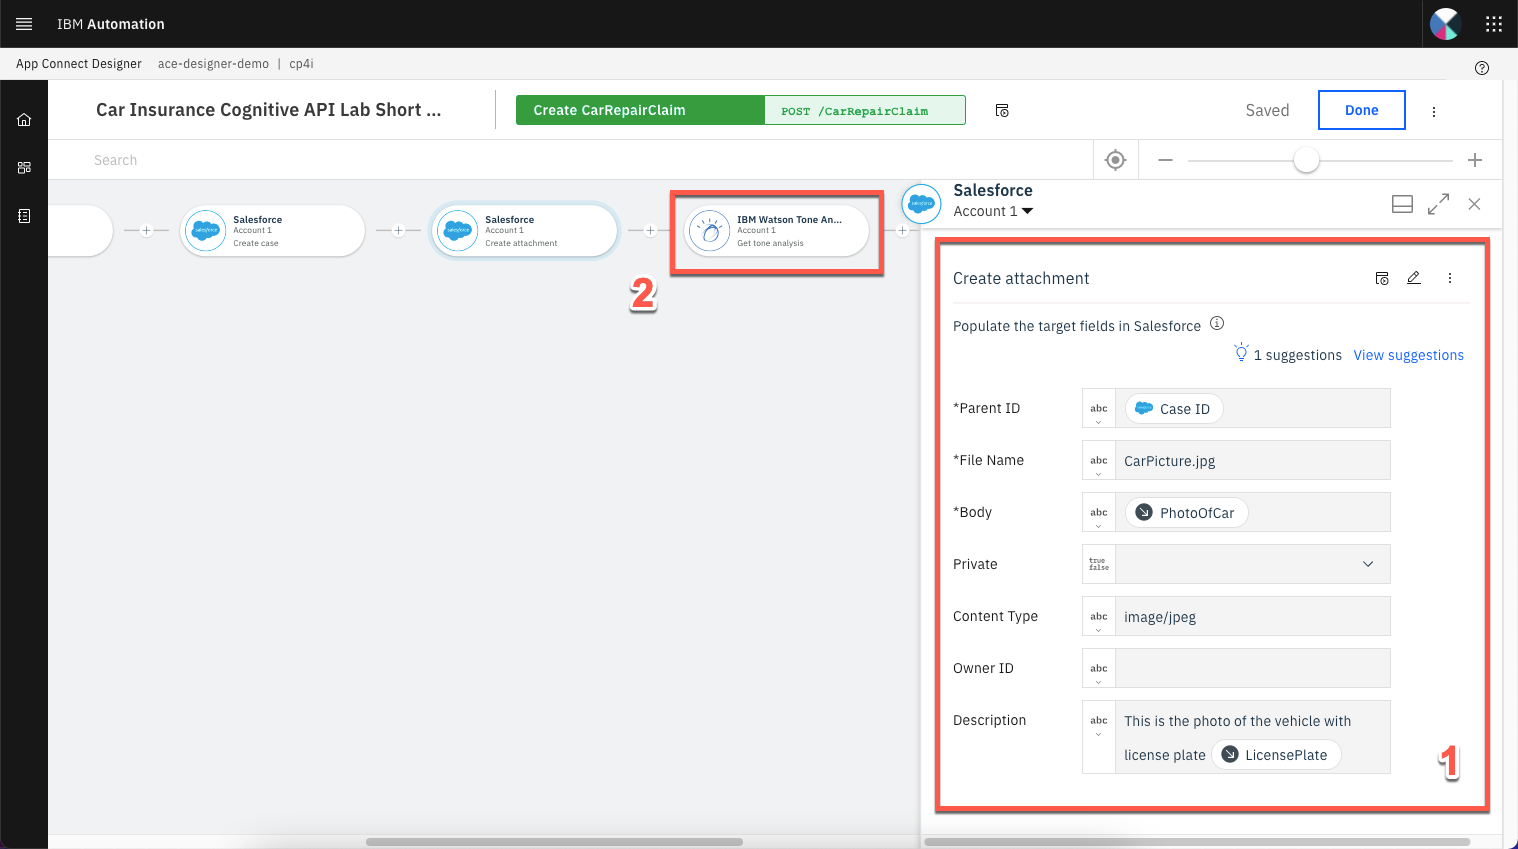 IBM Automation
App Connect Designer ace-designer-demo | cp4i
Car Insurance Cognitive API Lab Short ...
Create CarRepairClaim
POST /CarRepairClaim
Saved
Done
Search
Salesforce
Account 1
Create case
Salesforce
Account 1
Create attachment
IBM Watson Tone An...
Account 1
Get tone analysis
2
salesforce
Salesforce
Account 1
Create attachment
Populate the target fields in Salesforce
1 suggestions View suggestions
*Parent ID
abc
Case ID
*File Name
abc
CarPicture.jpg
*Body
abc
PhotoOfCar
Private
true
false
Content Type
abc
image/jpeg
Owner ID
abc
Description
abc
This is the photo of the vehicle with
license plate LicensePlate
1